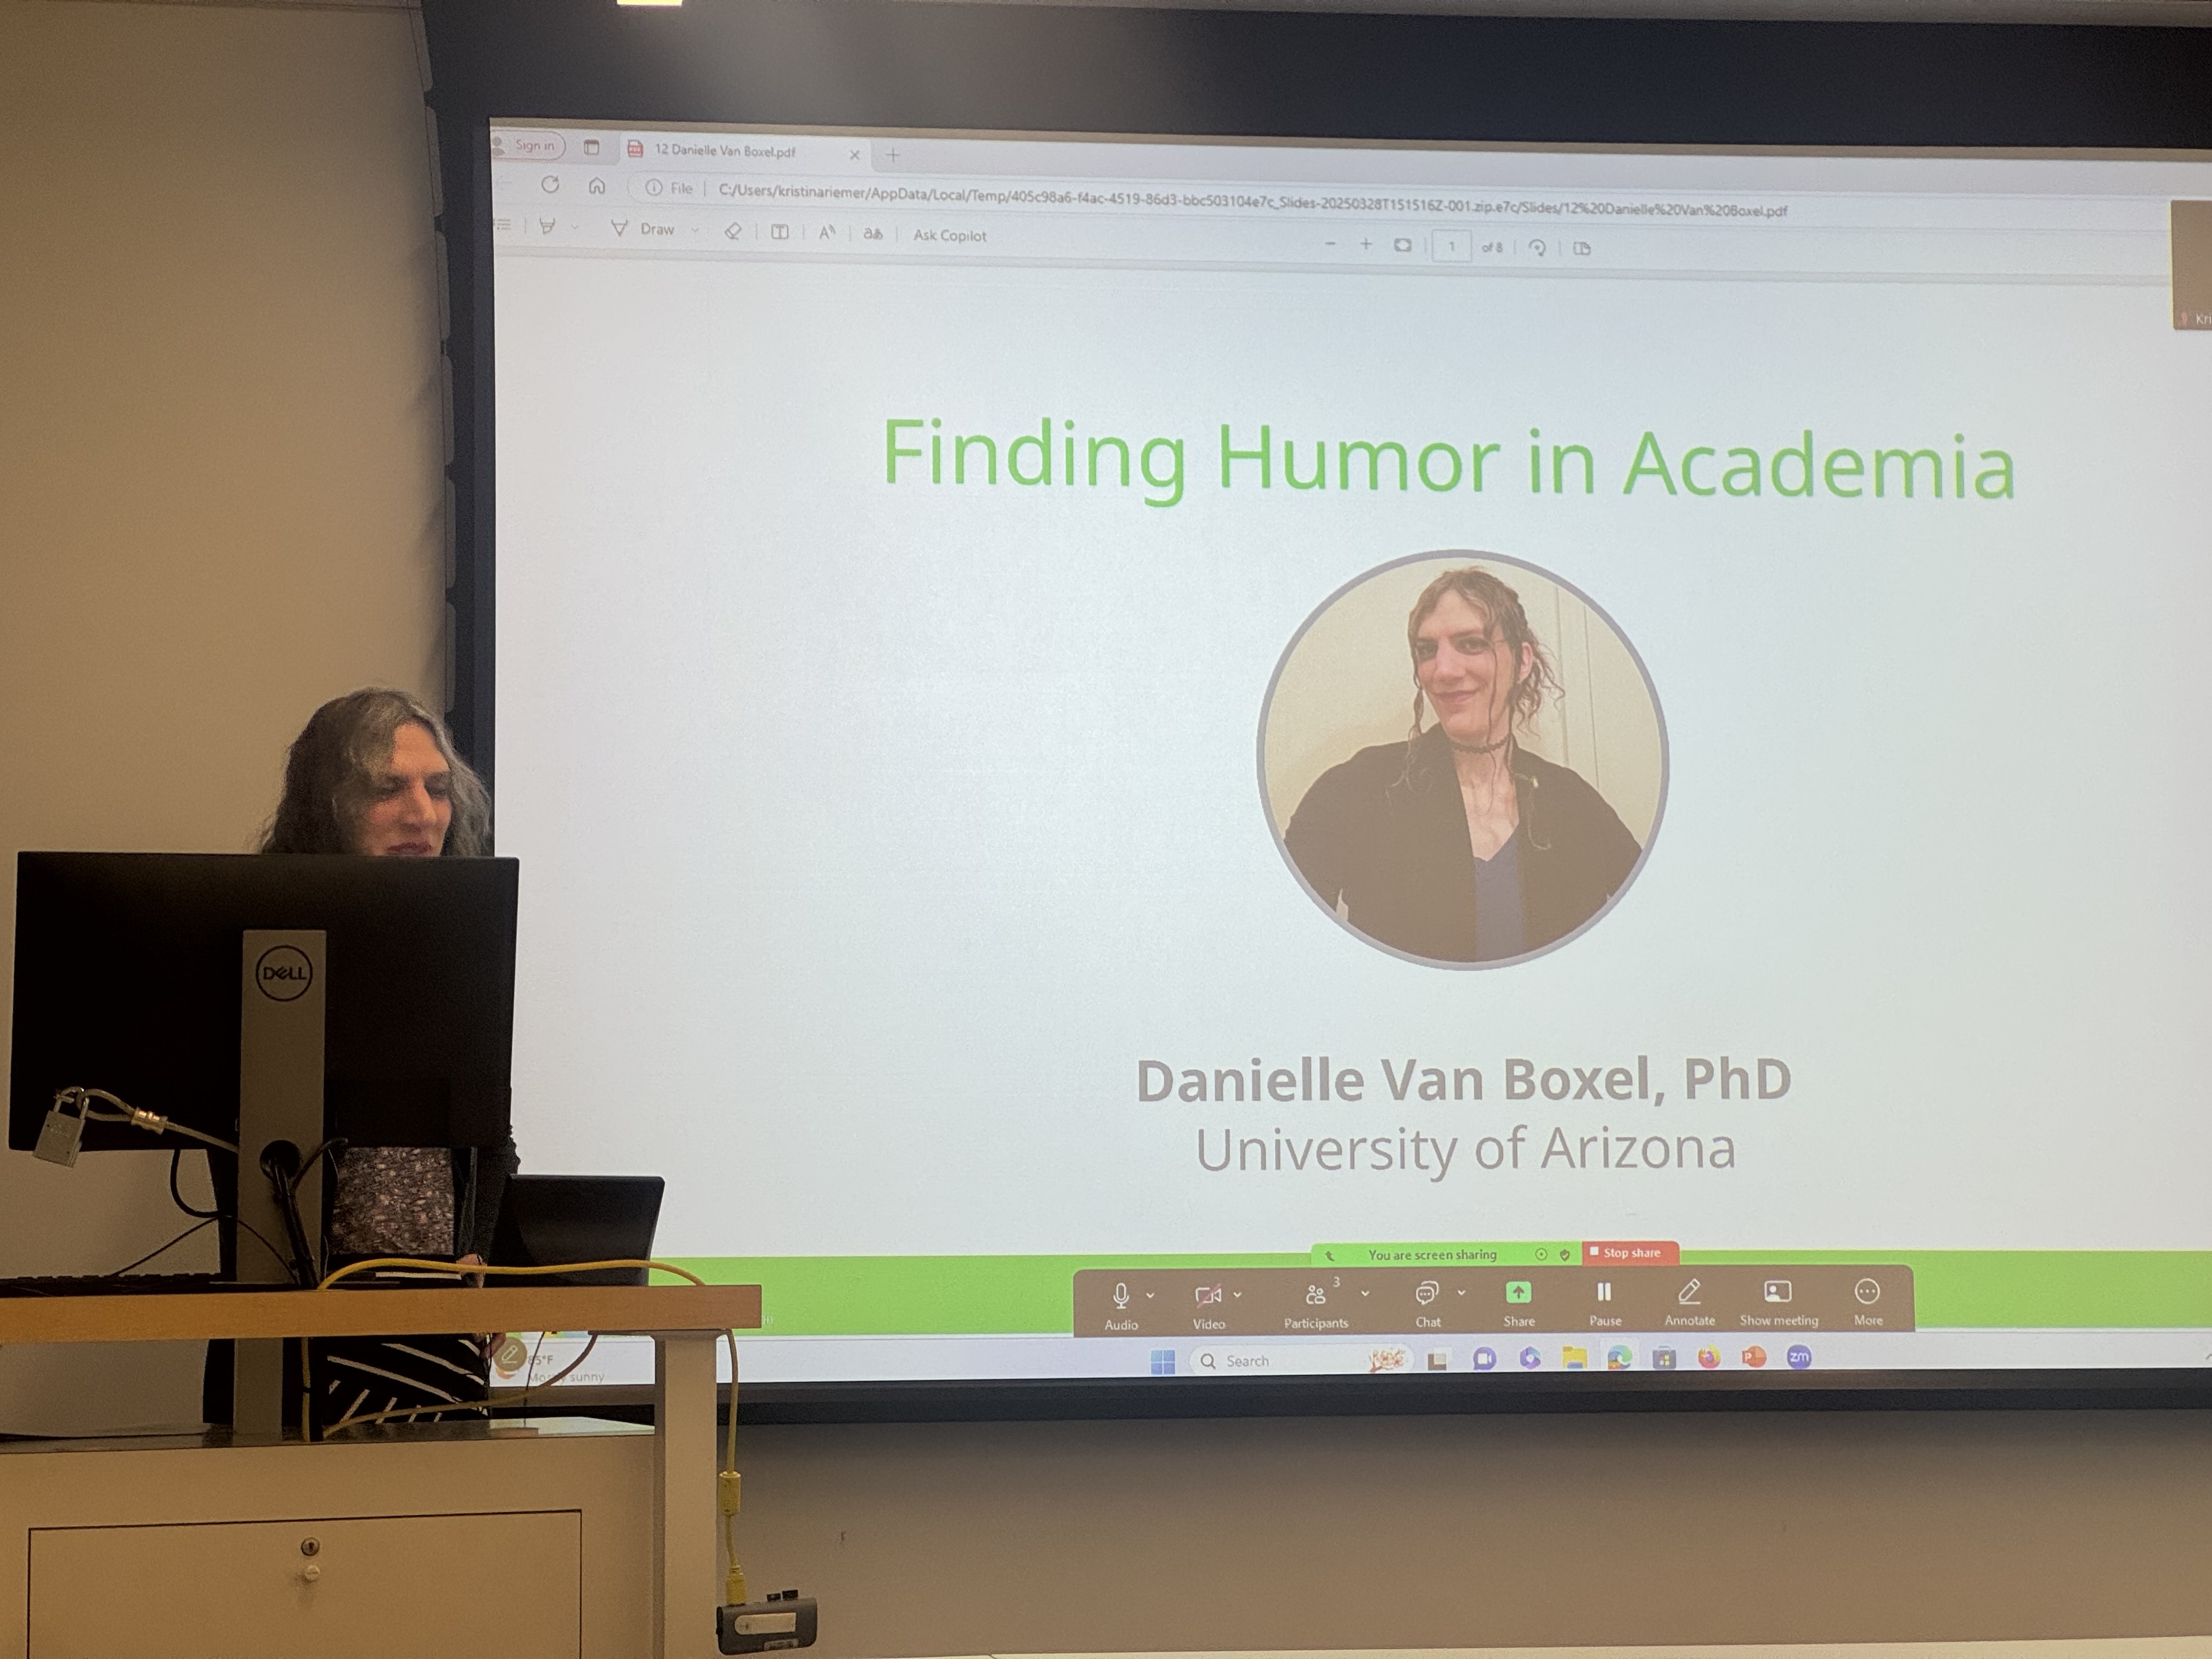 Sign in
12 Danielle Van Boxel.pdf
File | C:/Users/kristinariemer/AppData/Local/Temp/405c98a6-f4ac-4519-86d3-bbc503104e7c_Slides-20250328T151516Z-001.zip.e7c/Slides/12%20Danielle%20Van%20Boxel.pdf
Draw
Ask Copilot
1 of 8
Kri
Finding Humor in Academia
DELL
Danielle Van Boxel, PhD
University of Arizona
You are screen sharing
Stop share
3
Audio Video Participants Chat Share Pause Annotate Show meeting More
Search
zm
sunny